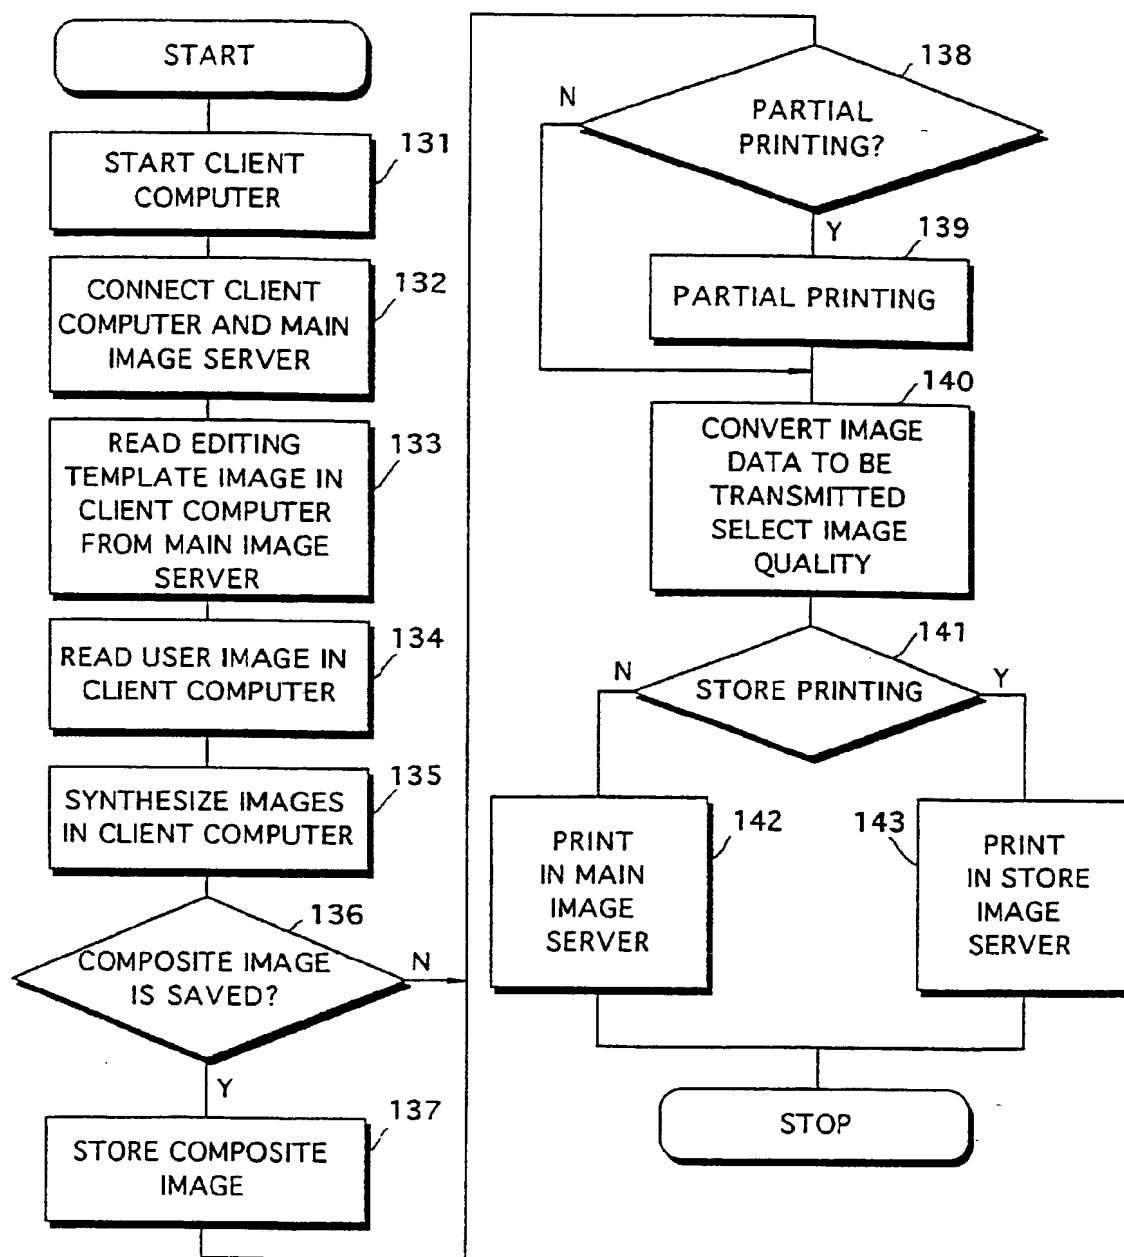 START
131
START CLIENT
COMPUTER
132
CONNECT CLIENT
COMPUTER AND MAIN
IMAGE SERVER
133
READ EDITING
TEMPLATE IMAGE IN
CLIENT COMPUTER
FROM MAIN IMAGE
SERVER
134
READ USER IMAGE IN
CLIENT COMPUTER
135
SYNTHESIZE IMAGES
IN CLIENT COMPUTER
136
COMPOSITE IMAGE
IS SAVED?
N
Y
137
STORE COMPOSITE
IMAGE
138
N
PARTIAL
PRINTING?
Y
139
PARTIAL PRINTING
140
CONVERT IMAGE
DATA TO BE
TRANSMITTED
SELECT IMAGE
QUALITY
141
N
STORE PRINTING
Y
142
PRINT
IN MAIN
IMAGE
SERVER
143
PRINT
IN STORE
IMAGE
SERVER
STOP